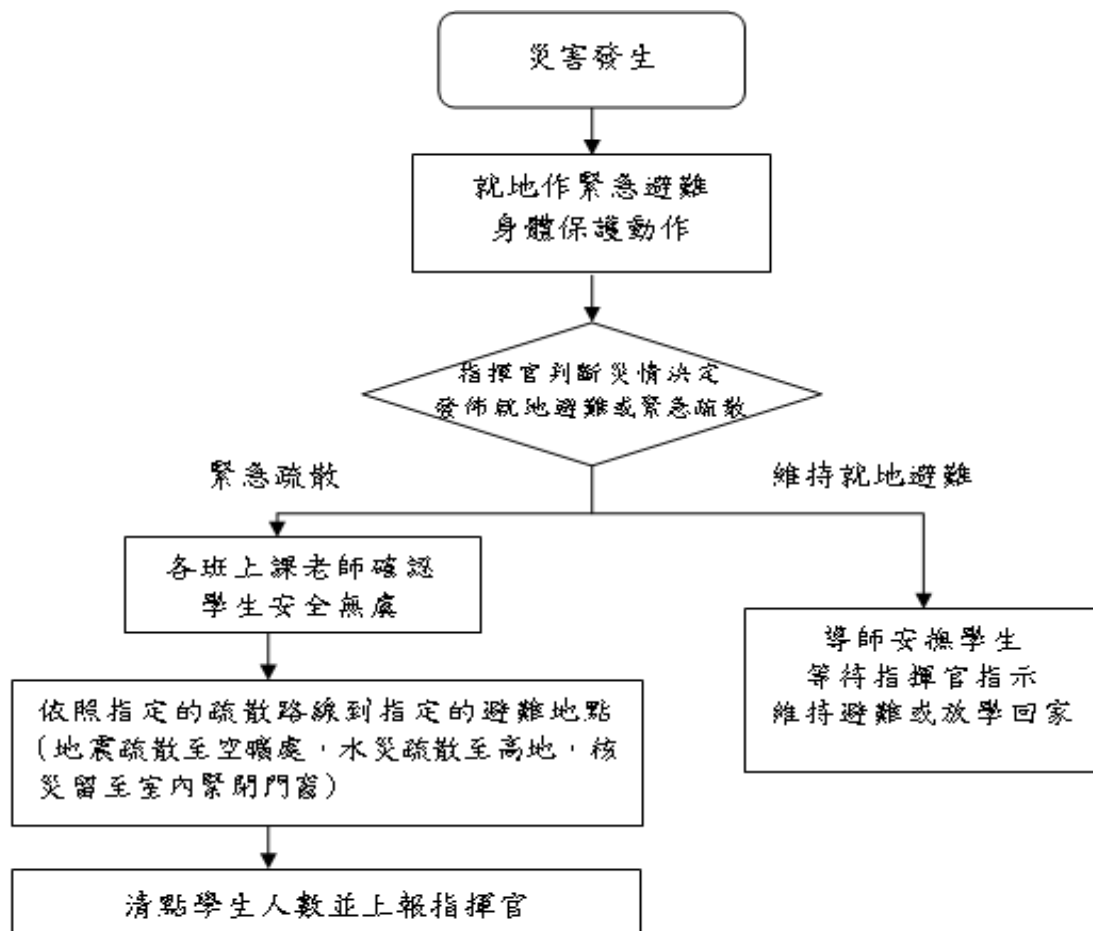 災害發生
就地作緊急避難
身體保護動作
指揮官判斷災情決定
發佈就地避難或緊急疏散
緊急疏散
維持就地避難
各班上課老師確認
學生安全無虞
依照指定的疏散路線到指定的避難地點
(地震疏散至空曠處，水災疏散至高地，核
災留至室內緊閉門窗)
清點學生人數並上報指揮官
導師安撫學生
等待指揮官指示
維持避難或放學回家